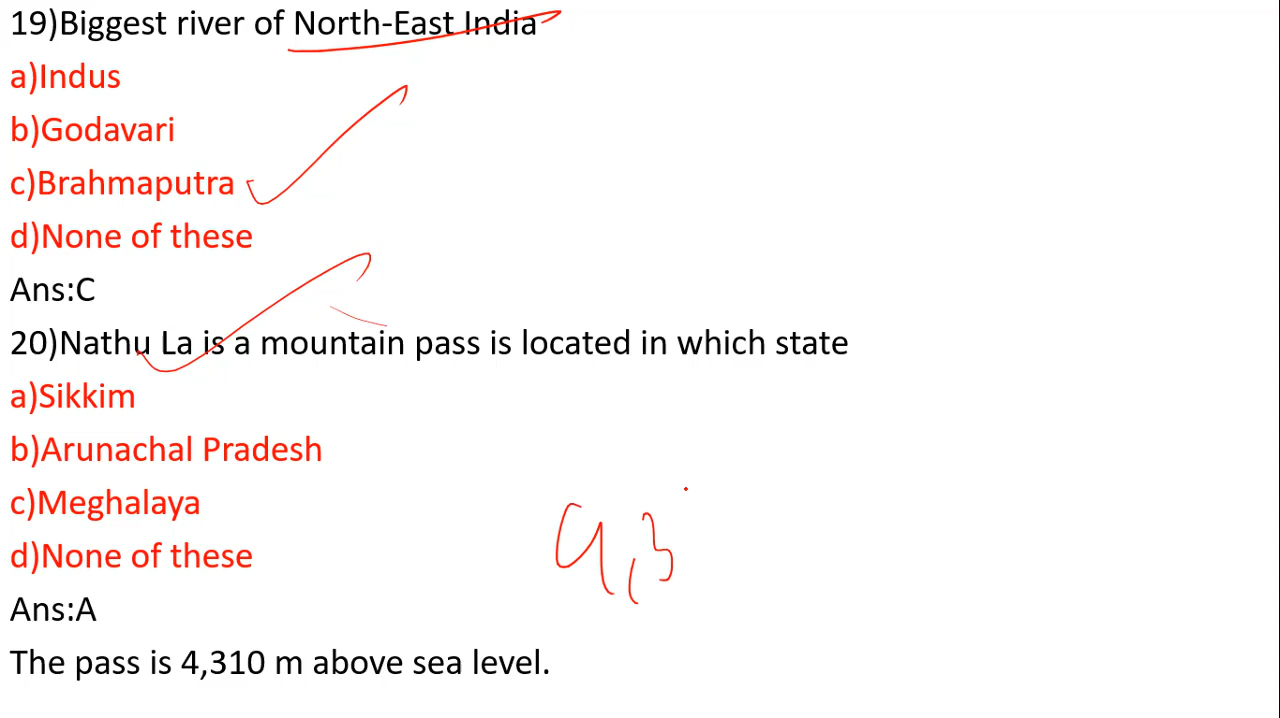 19)Biggest river of North-East India
a)Indus
b)Godavari
c)Brahmaputra
d)None of these
Ans:C
20)Nathu La is a mountain pass is located in which state
a)Sikkim
b)Arunachal Pradesh
c)Meghalaya
d)None of these
Ans:A
The pass is 4,310 m above sea level.